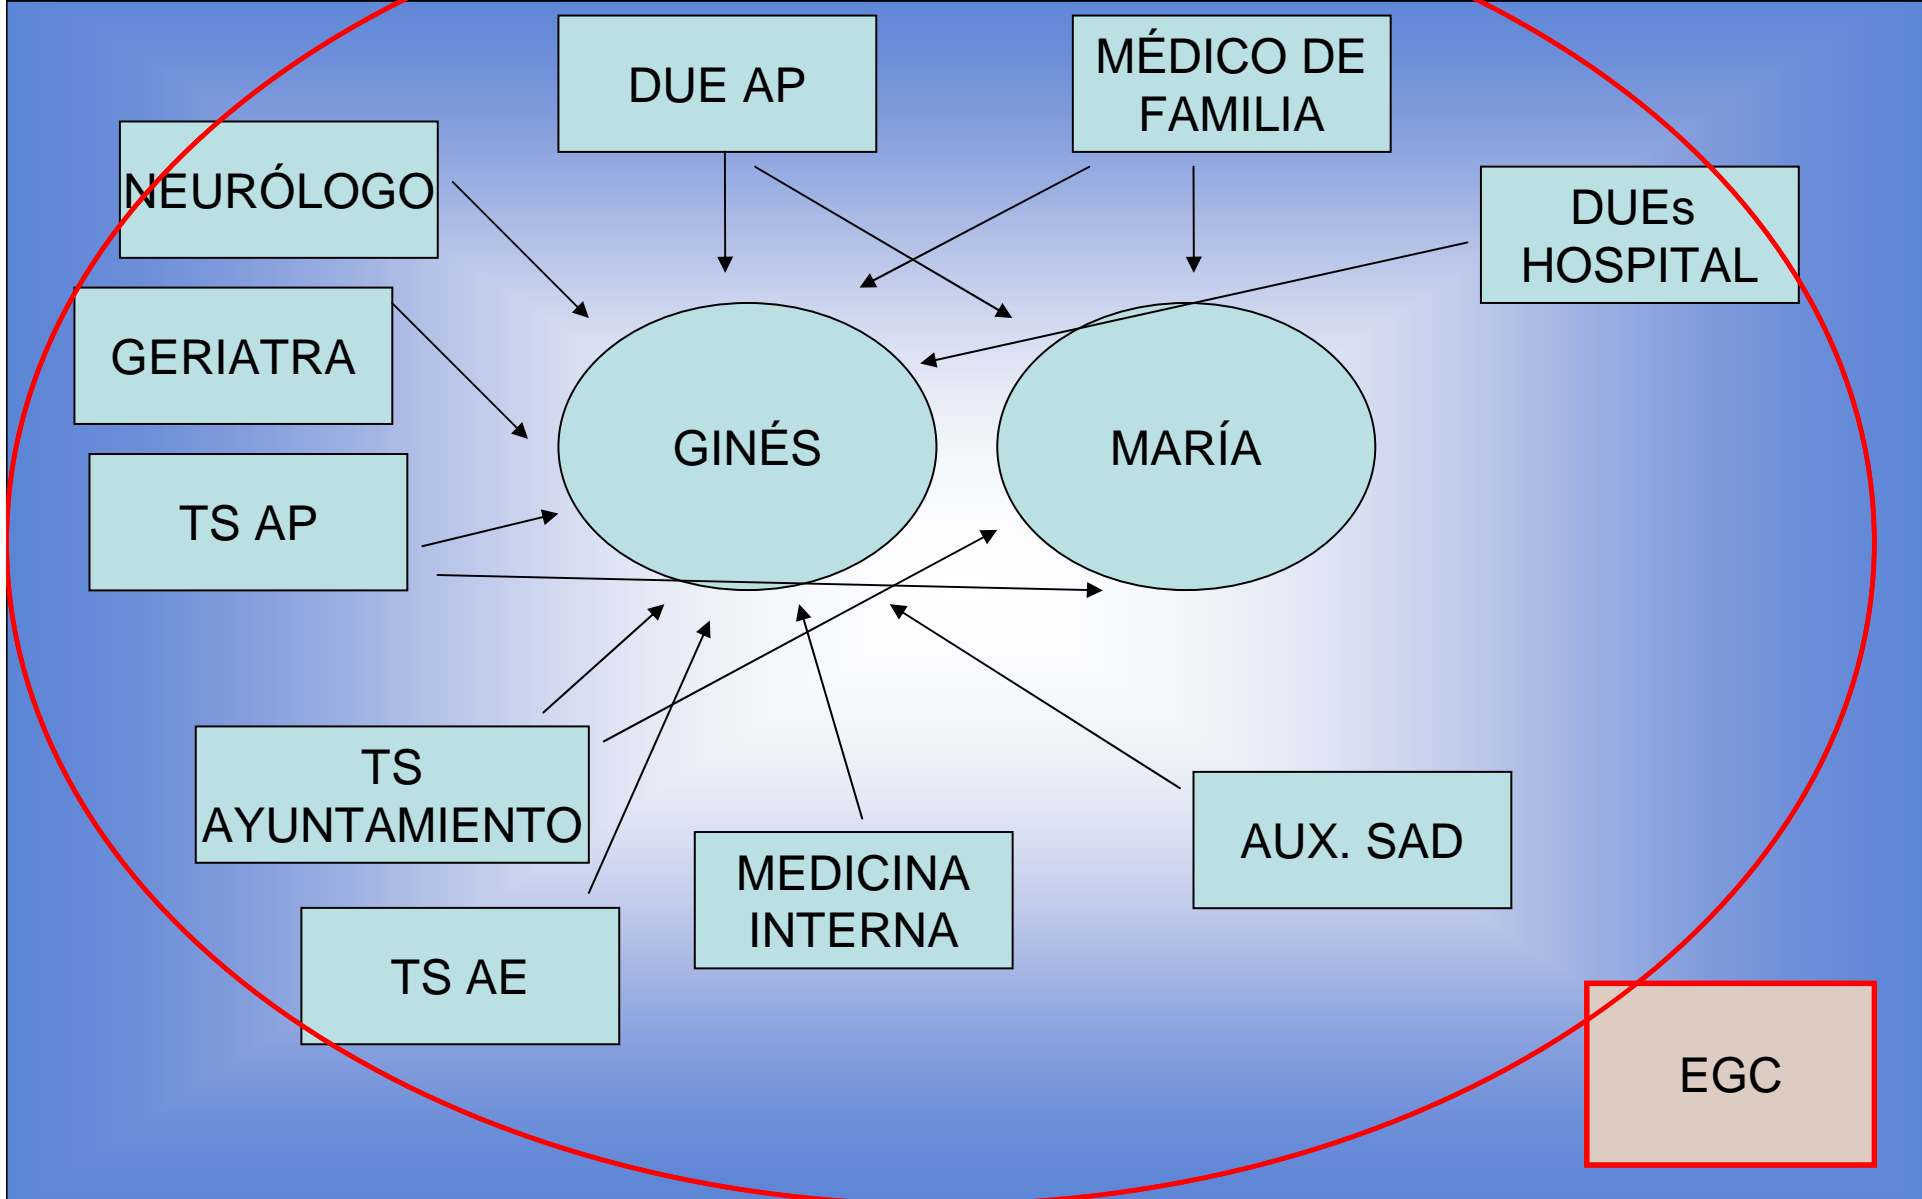 DUE AP
MÉDICO DE
FAMILIA
NEURÓLOGO
DUEs
HOSPITAL
GERIATRA
GINÉS
MARÍA
TS AP
TS
AYUNTAMIENTO
MEDICINA
INTERNA
AUX. SAD
TS AE
EGC